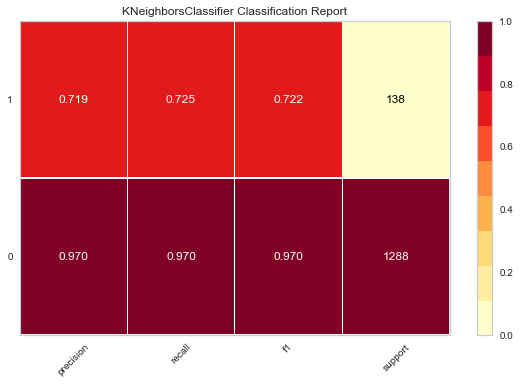 KNeighborsClassifier Classification Report
1 0.719 0.725 0.722 138
0 0.970 0.970 0.970 1288
precision recall f1 support
1.0
0.8
0.6
0.4
0.2
0.0